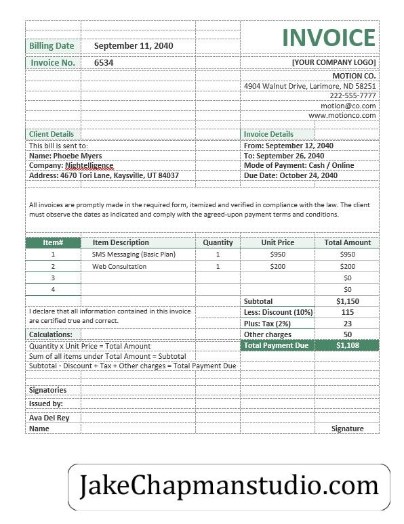 INVOICE
Billing Date September 11, 2040
Invoice No. 6534 [YOUR COMPANY LOGO]
MOTION CO.
4904 Walnut Drive, Larimore, ND 58251
222-555-7777
motion@co.com
www.motionco.com
Client Details Invoice Details
This bill is sent to: From: September 12, 2040
Name: Phoebe Myers To: September 26, 2040
Company: Nightelligence Mode of Payment: Cash / Online
Address: 4670 Tori Lane, Kaysville, UT 84037 Due Date: October 24, 2040
All invoices are promptly made in the required form, itemized and verified in compliance with law. The client
must observe the dates as indicated and comply with the agreed-upon payment terms and conditions.
Item# Item Description Quantity Unit Price Total Amount
1 SMS Messaging (Basic Plan) 1 $950 $950
2 Web Consultation 1 $200 $200
3 $0
4 $0
Subtotal $1,150
I declare that all information contained in this invoice Less: Discount (10%) 115
are certified true and correct. Plus: Tax (2%) 23
Calculations: Other charges 50
Quantity x Unit Price = Total Amount Total Payment Due $1,108
Sum of all items under Total Amount = Subtotal
Subtotal - Discount + Tax + Other charges = Total Payment Due
Signatories
Issued by:
Ava Del Rey
Name Signature
JakeChapmanstudio.com